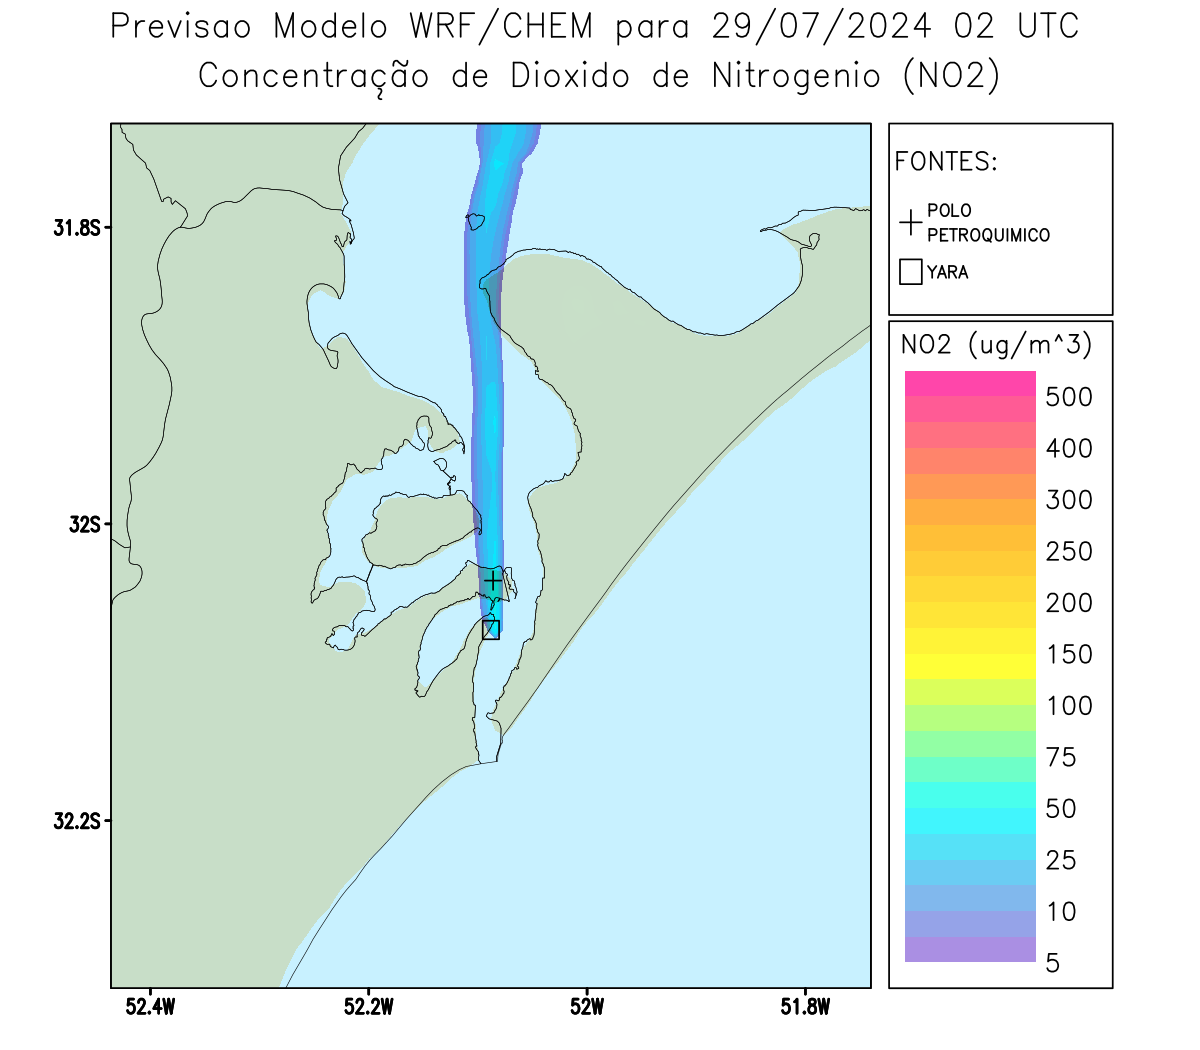 Previsao Modelo WRF/CHEM para 29/07/2024 02 UTC
Concentração de Dioxido de Nitrogenio (NO2)
FONTES:
POLO
PETROQUIMICO
YARA
NO2 (ug/m^3)
500
400
300
250
200
150
100
75
50
25
10
5
31.8S
32S
32.2S
52.4W
52.2W
52W
51.8W